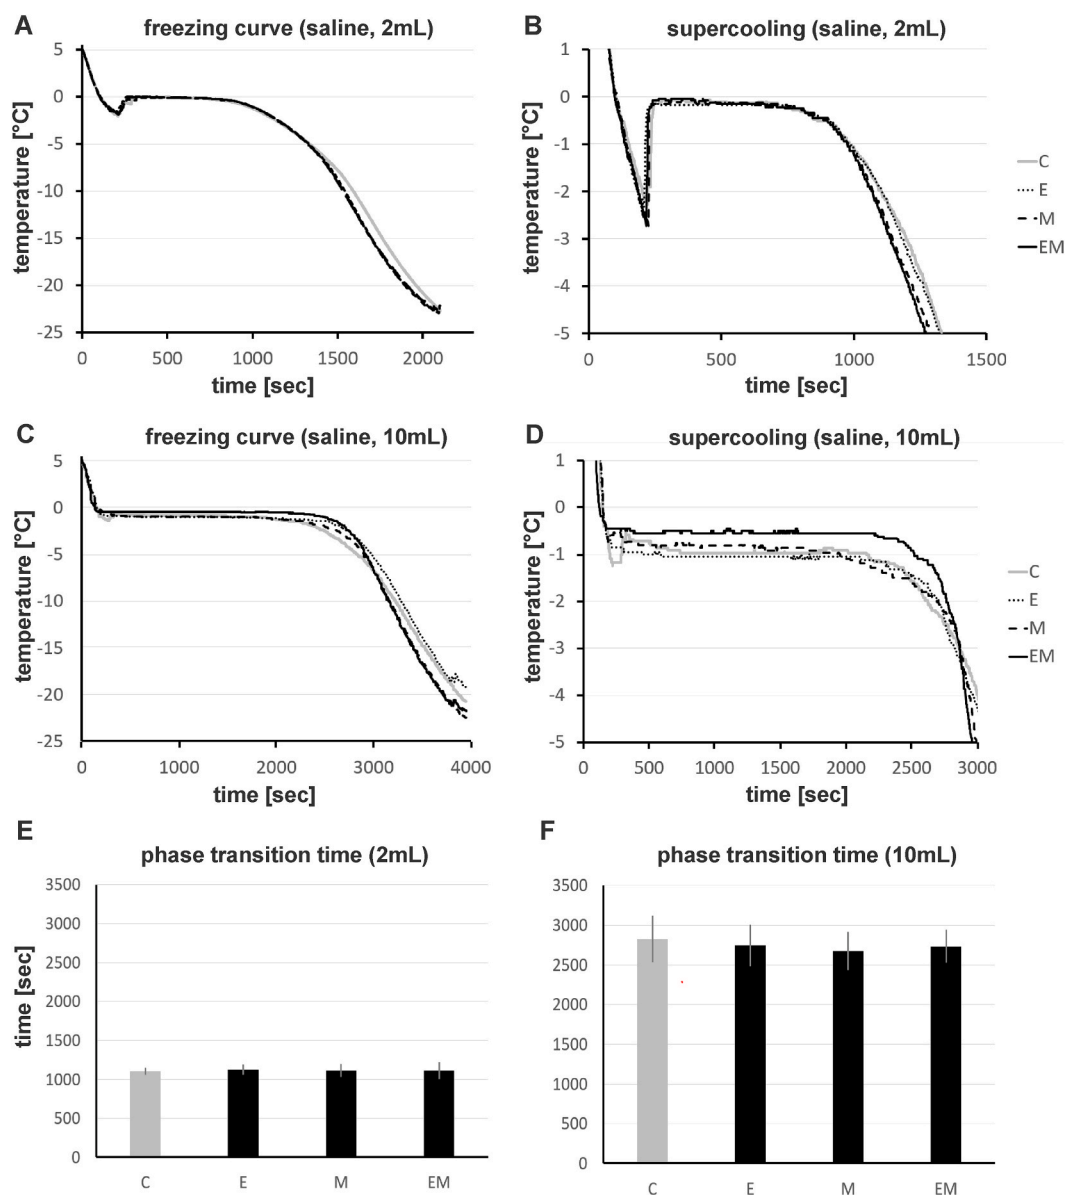 A
freezing curve (saline, 2mL)
temperature [°C]
5
0
-5
-10
-15
-20
-25
0 500 1000 1500 2000
time [sec]
B
supercooling (saline, 2mL)
temperature [°C]
1
0
-1
-2
-3
-4
-5
0 500 1000 1500
time [sec]
C
E
M
EM
C
freezing curve (saline, 10mL)
temperature [°C]
5
0
-5
-10
-15
-20
-25
0 1000 2000 3000 4000
time [sec]
D
supercooling (saline, 10mL)
temperature [°C]
1
0
-1
-2
-3
-4
-5
0 500 1000 1500 2000 2500 3000
time [sec]
C
E
M
EM
E
phase transition time (2mL)
time [sec]
3500
3000
2500
2000
1500
1000
500
0
C E M EM
F
phase transition time (10mL)
3500
3000
2500
2000
1500
1000
500
0
C E M EM